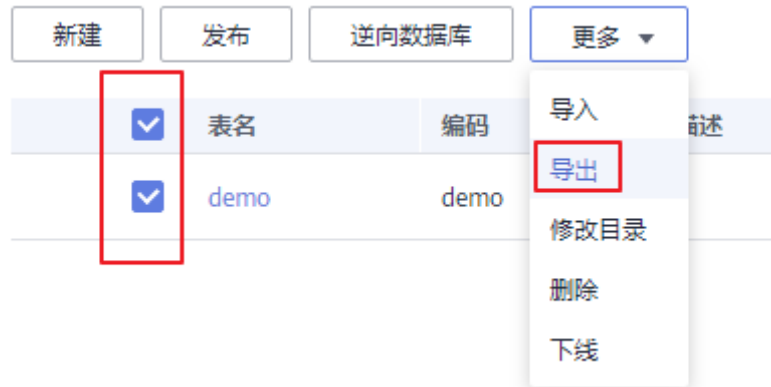 新建 发布 逆向数据库 更多
表名 编码 描述
导入
导出
demo demo
修改目录
删除
下线